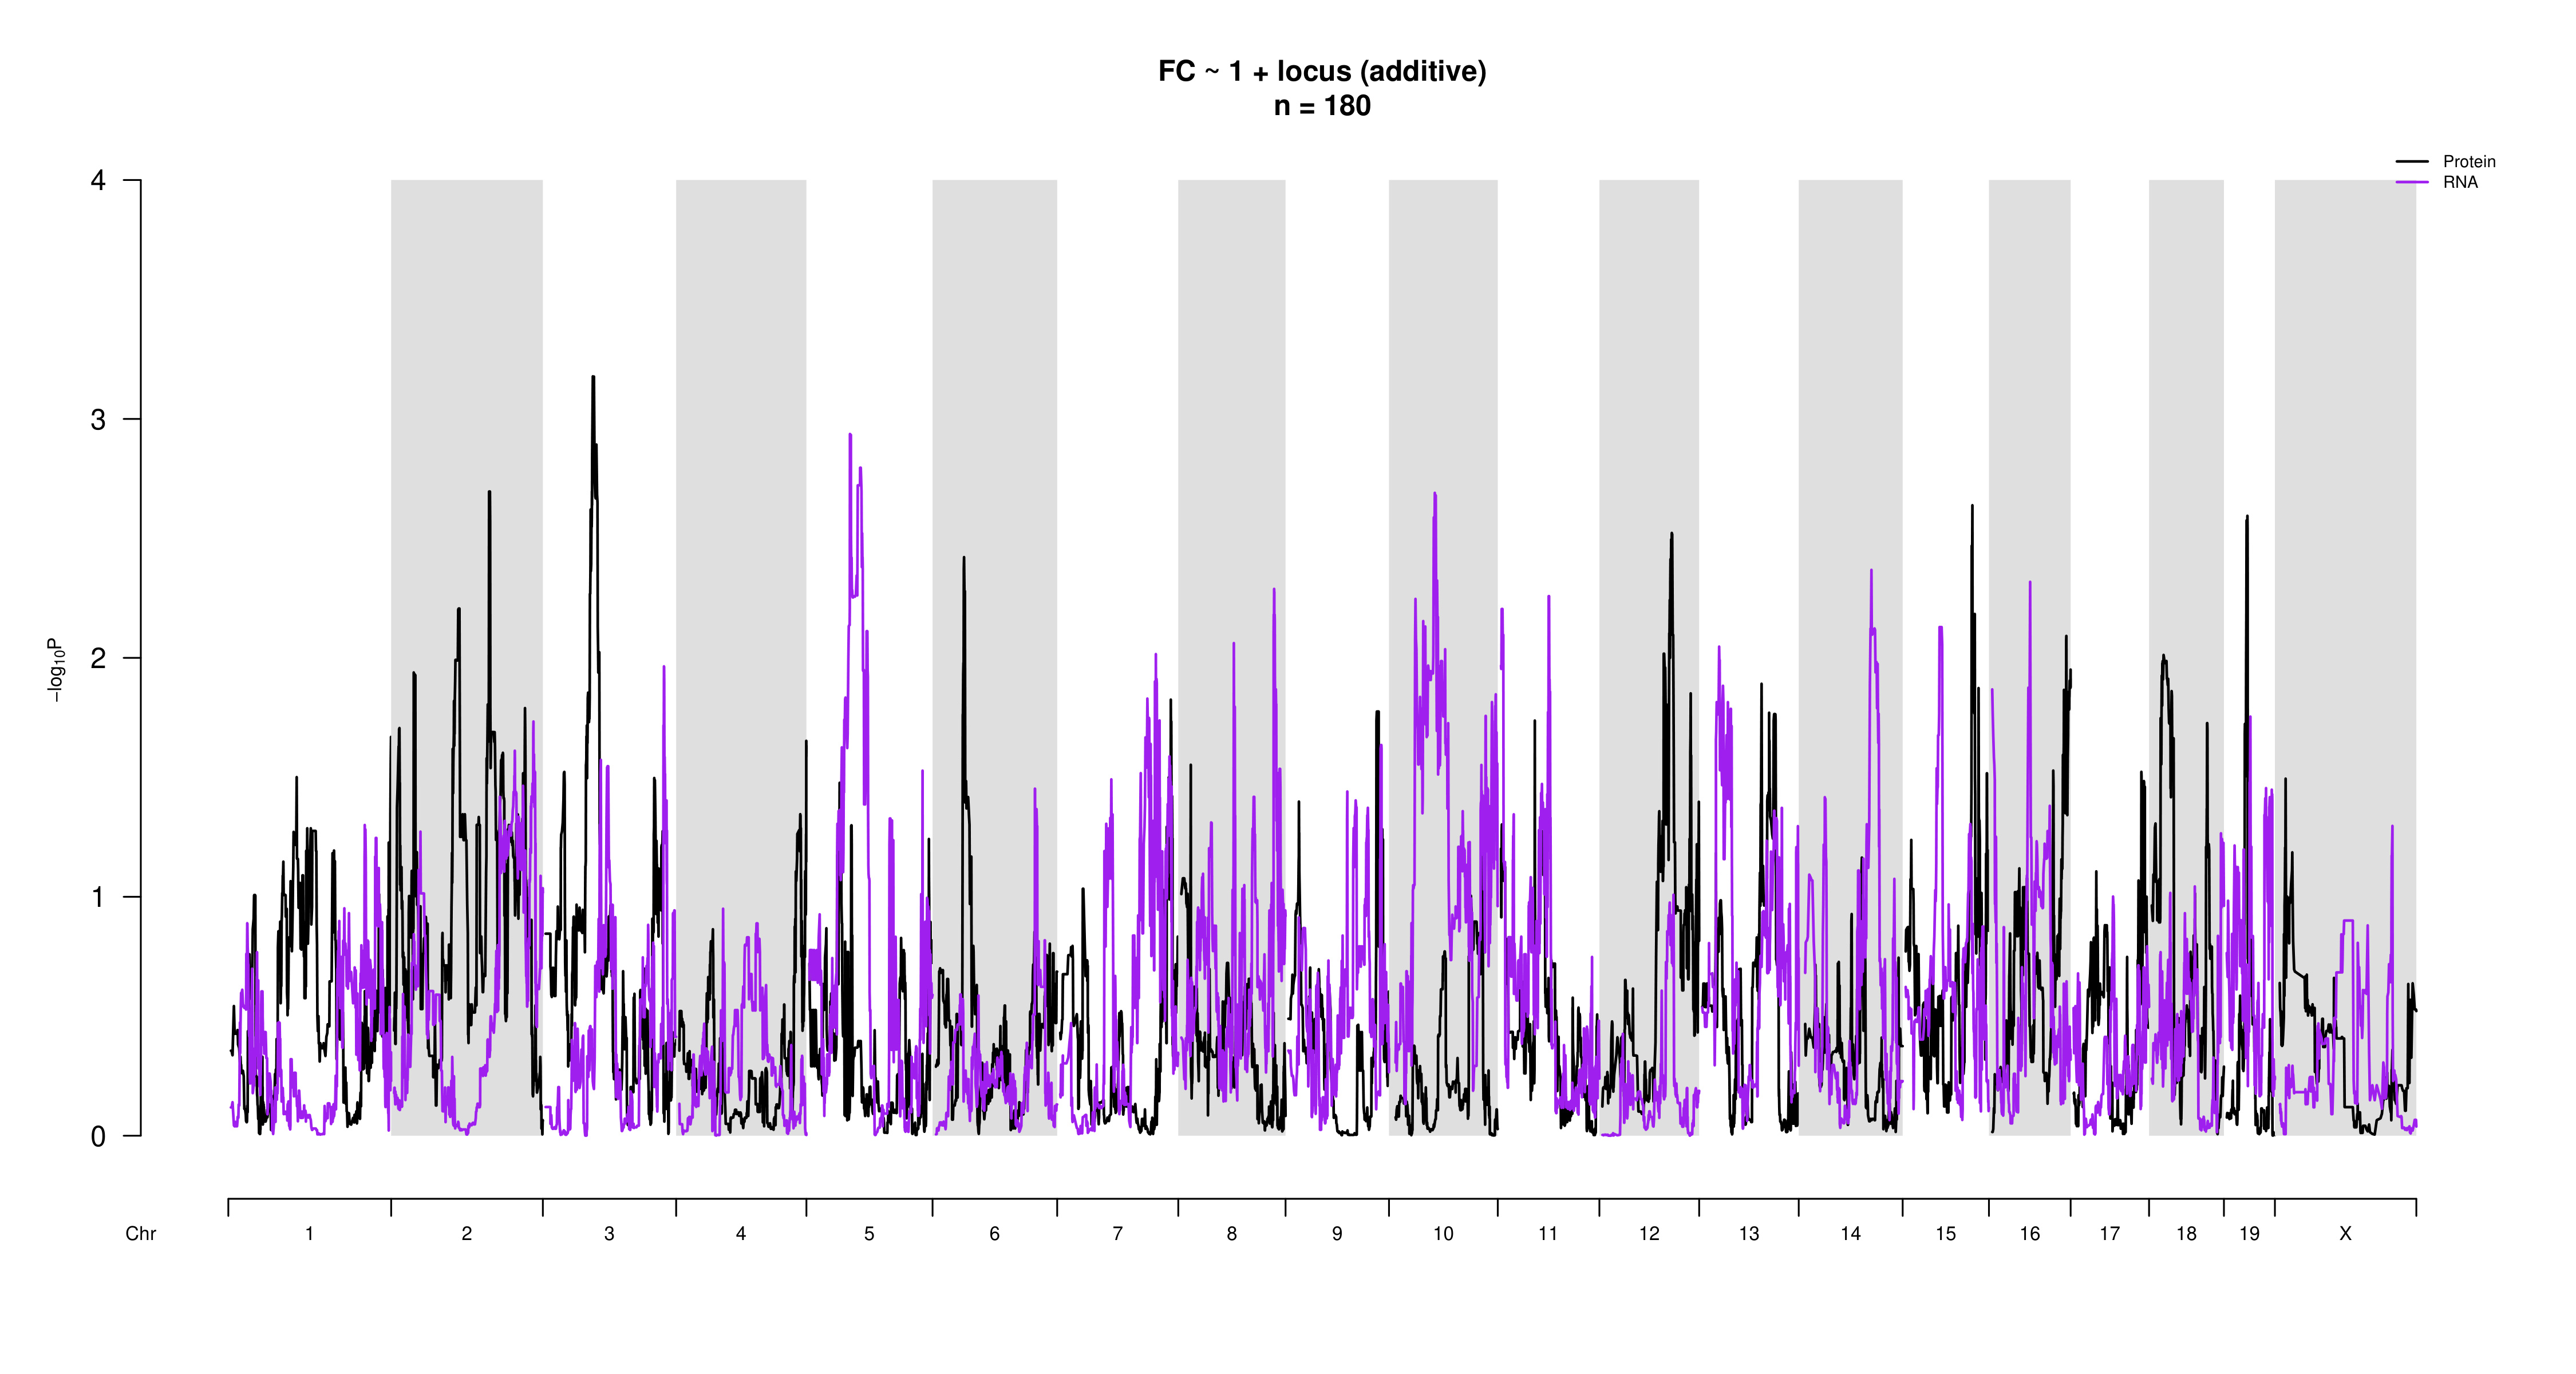 FC ~ 1 + locus (additive)
n = 180
Protein
RNA
4
3
2
1
0
−log10P
Chr 1 2 3 4 5 6 7 8 9 10 11 12 13 14 15 16 17 18 19 X